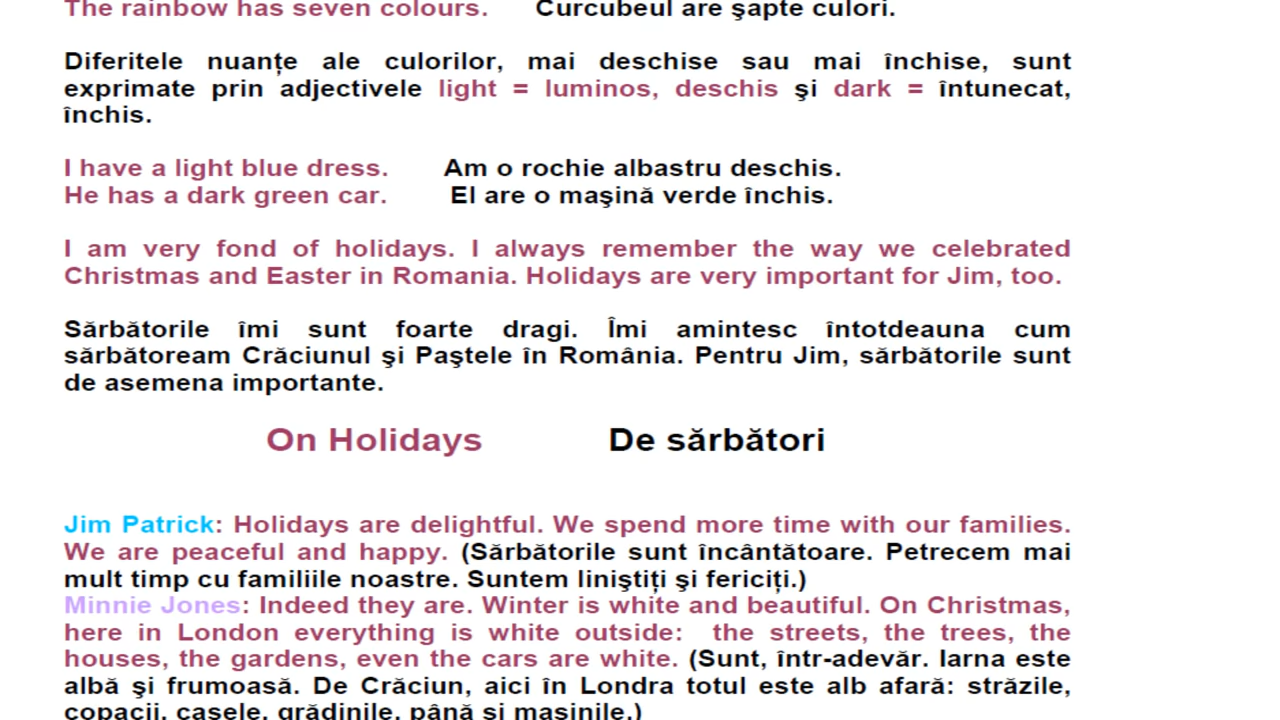 The rainbow has seven colours. Curcubeul are şapte culori.
Diferitele nuanţe ale culorilor, mai deschise sau mai închise, sunt
exprimate prin adjectivele light = luminos, deschis şi dark = întunecat,
închis.
I have a light blue dress. Am o rochie albastru deschis.
He has a dark green car. El are o maşină verde închis.
I am very fond of holidays. I always remember the way we celebrated
Christmas and Easter in Romania. Holidays are very important for Jim, too.
Sărbătorile îmi sunt foarte dragi. Îmi amintesc întotdeauna cum
sărbătoream Crăciunul şi Paştele în România. Pentru Jim, sărbătorile sunt
de asemena importante.
On Holidays De sărbători
Jim Patrick: Holidays are delightful. We spend more time with our families.
We are peaceful and happy. (Sărbătorile sunt încântătoare. Petrecem mai
mult timp cu familiile noastre. Suntem liniştiţi şi fericiţi.)
Minnie Jones: Indeed they are. Winter is white and beautiful. On Christmas,
here in London everything is white outside: the streets, the trees, the
houses, the gardens, even the cars are white. (Sunt, într-adevăr. Iarna este
albă şi frumoasă. De Crăciun, aici în Londra totul este alb afară: străzile,
copacii, casele, grădinile, până şi maşinile.)